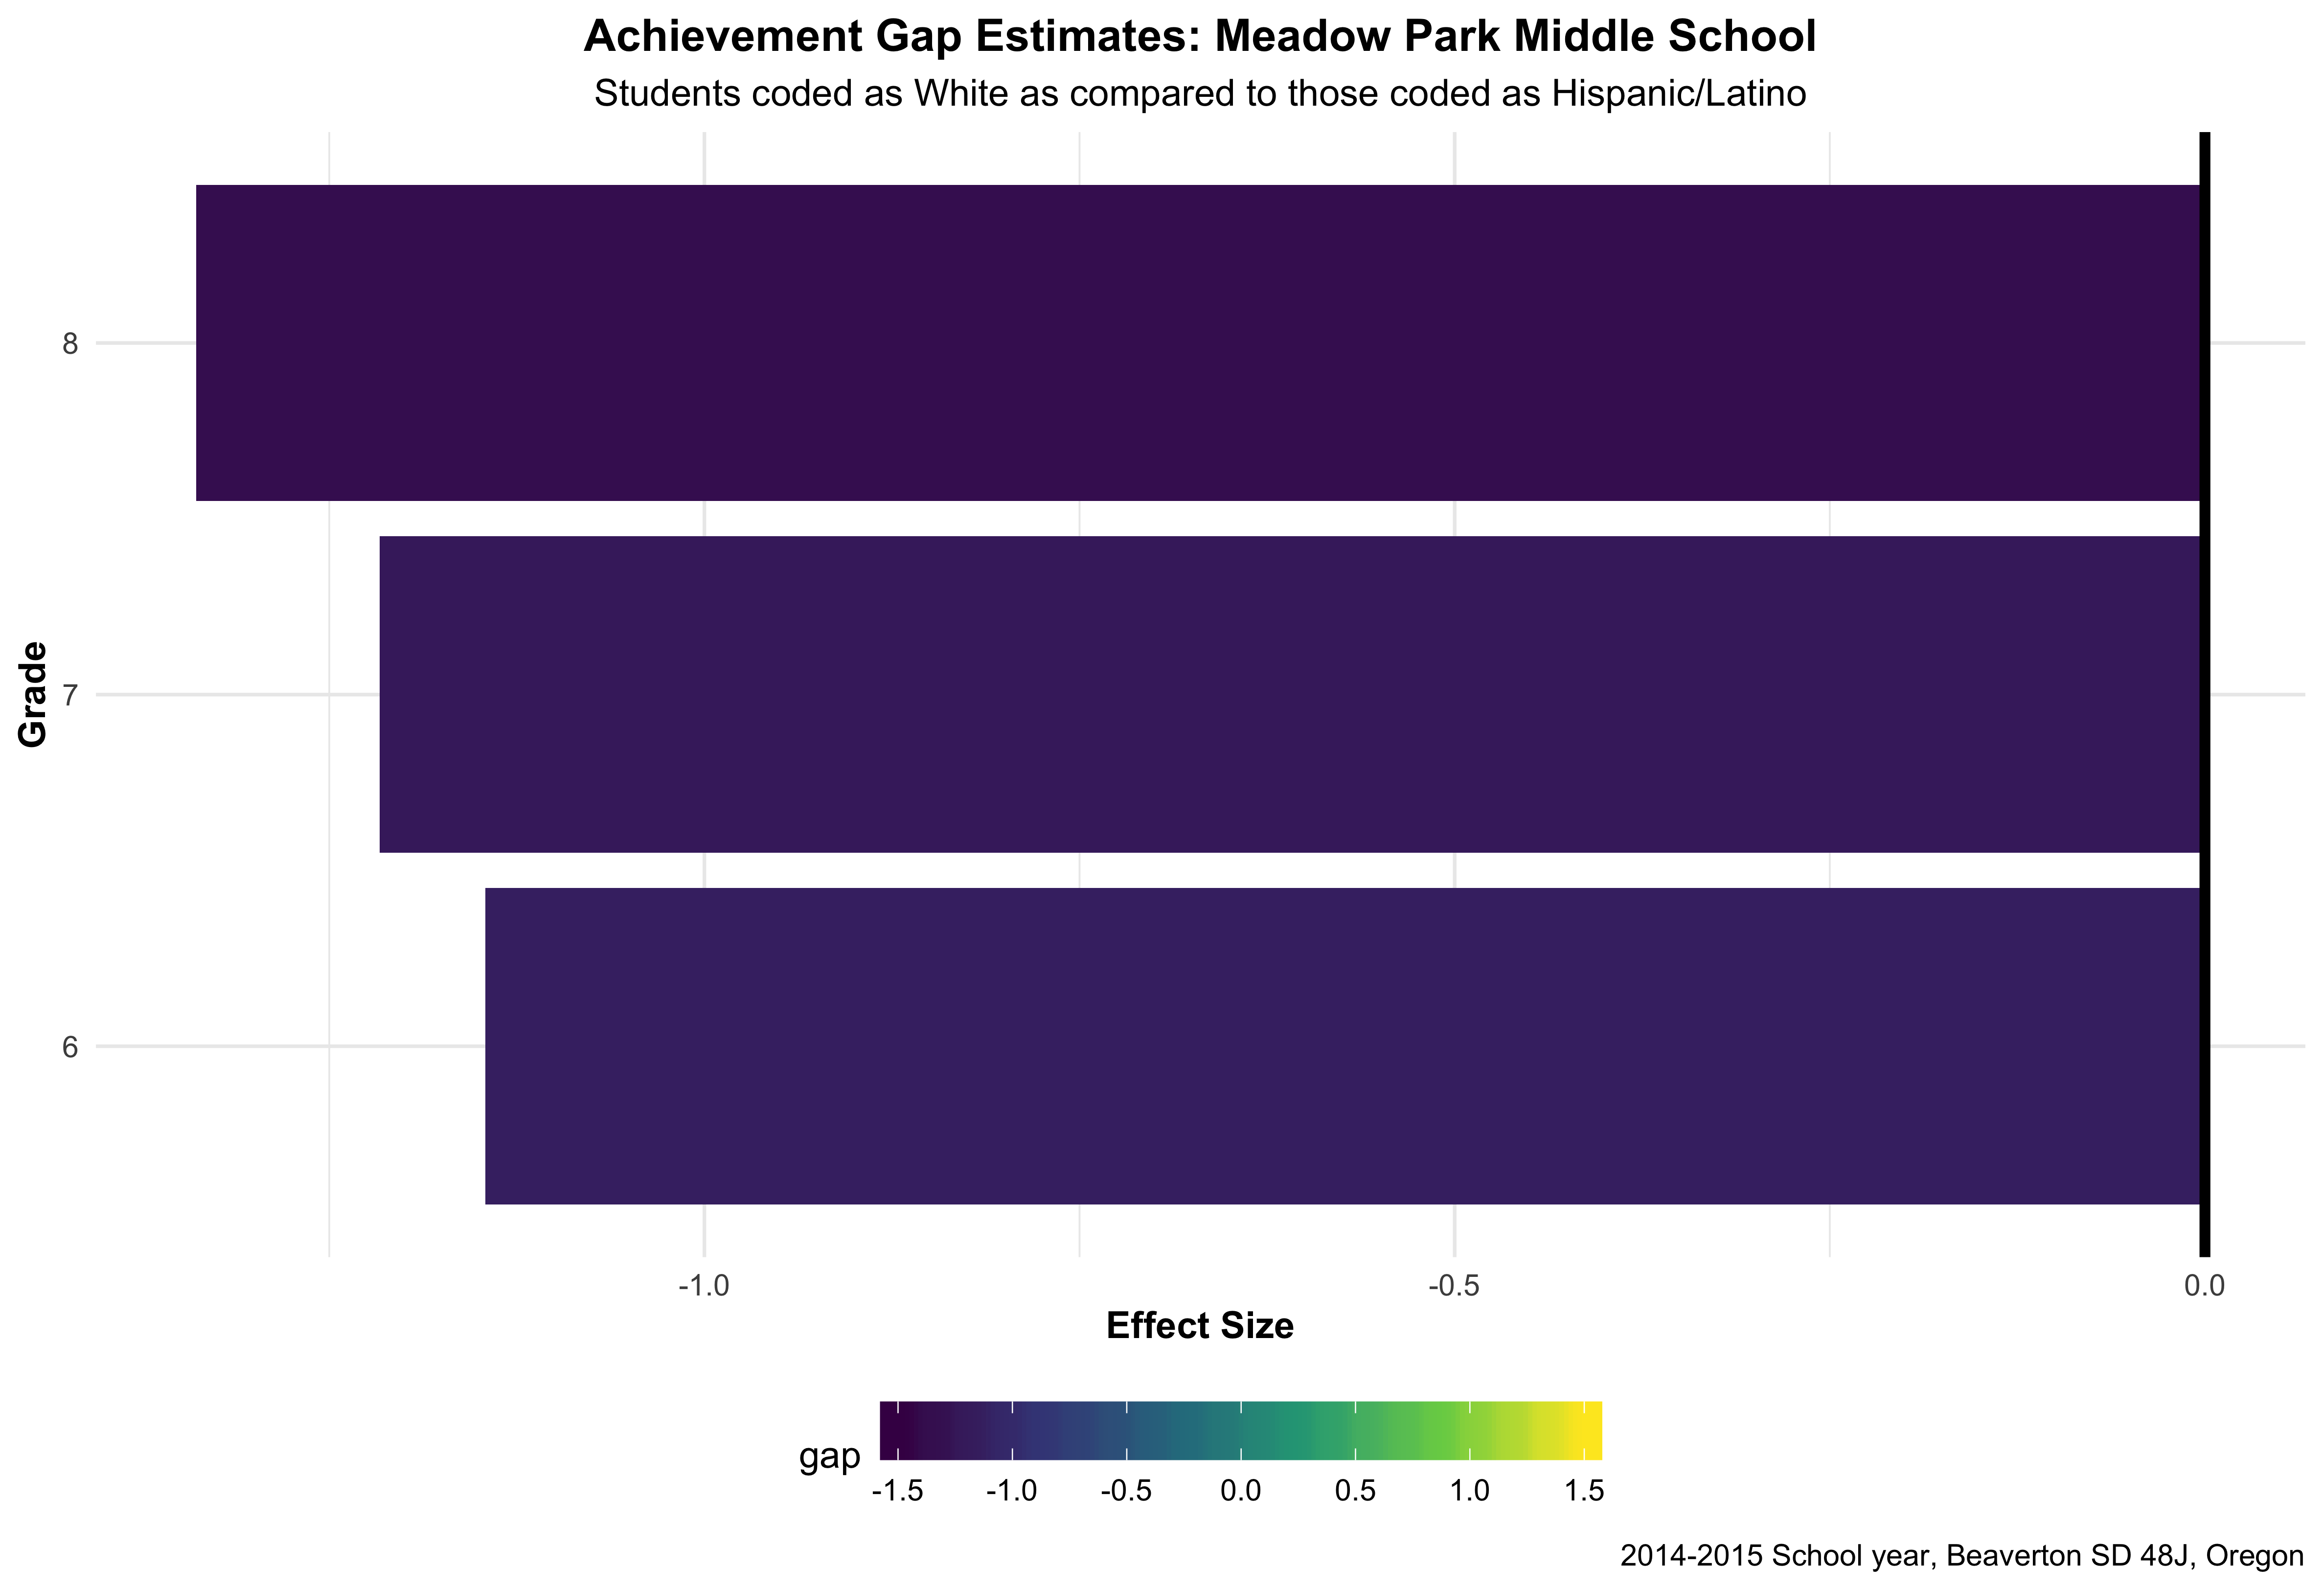 Achievement Gap Estimates: Meadow Park Middle School
Students coded as White as compared to those coded as Hispanic/Latino
Grade
8
7
6
-1.0 -0.5 0.0
Effect Size
gap
-1.5 -1.0 -0.5 0.0 0.5 1.0 1.5
2014-2015 School year, Beaverton SD 48J, Oregon